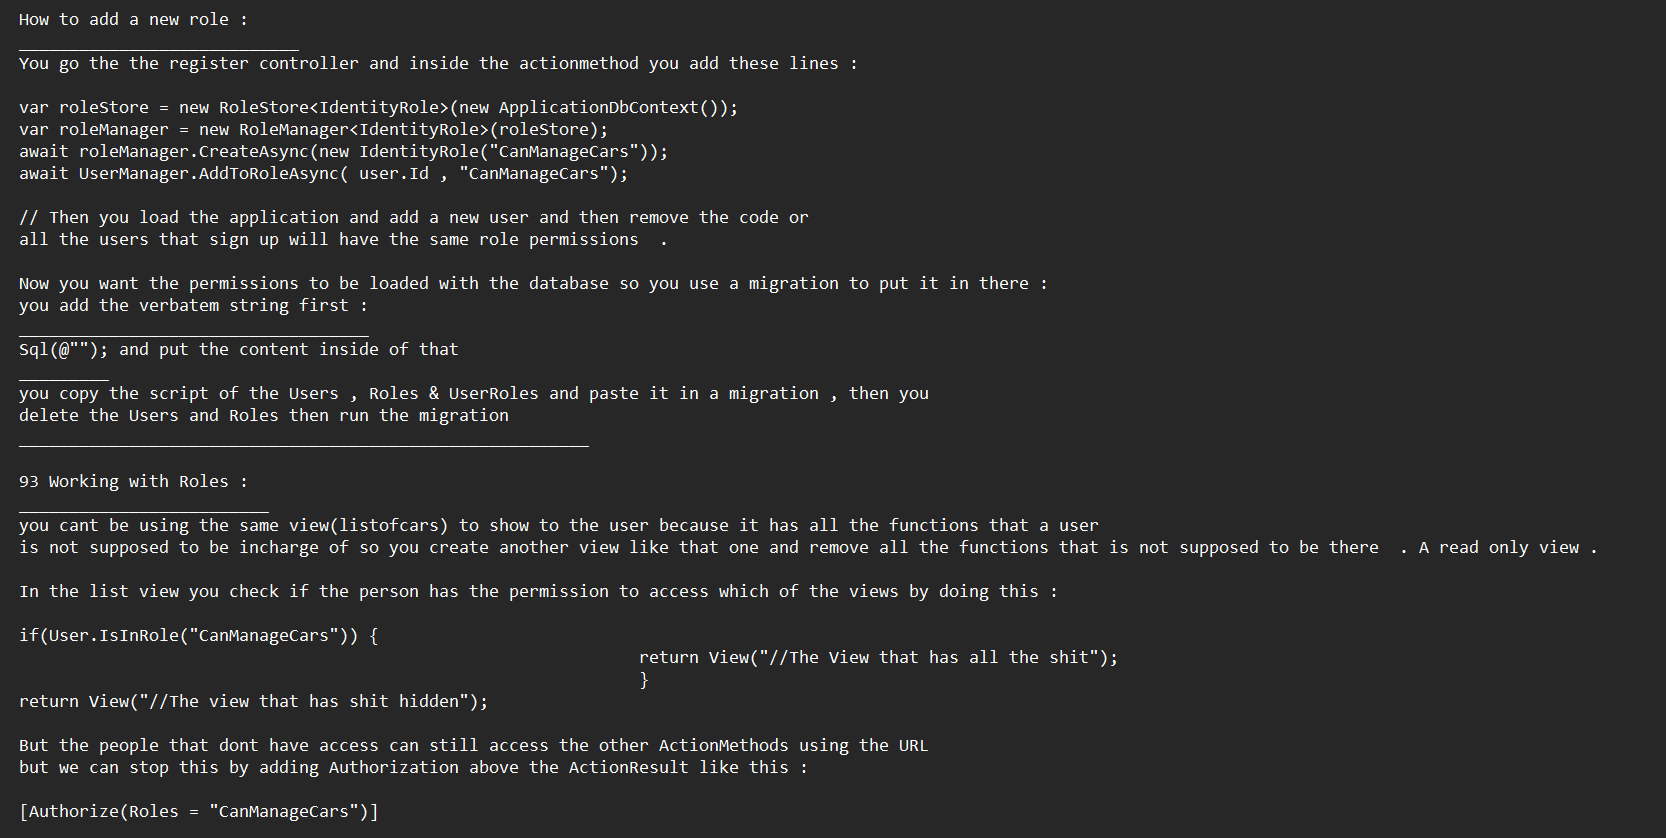 How to add a new role :
____________________________
You go the the register controller and inside the actionmethod you add these lines :
var roleStore = new RoleStore<IdentityRole>(new ApplicationDbContext());
var roleManager = new RoleManager<IdentityRole>(roleStore);
await roleManager.CreateAsync(new IdentityRole("CanManageCars"));
await UserManager.AddToRoleAsync( user.Id , "CanManageCars");
// Then you load the application and add a new user and then remove the code or
all the users that sign up will have the same role permissions  .
Now you want the permissions to be loaded with the database so you use a migration to put it in there :
you add the verbatem string first :
___________________________________
Sql(@""); and put the content inside of that
_________
you copy the script of the Users , Roles & UserRoles and paste it in a migration , then you
delete the Users and Roles then run the migration
_________________________________________________________
93 Working with Roles :
_________________________
you cant be using the same view(listofcars) to show to the user because it has all the functions that a user
is not supposed to be incharge of so you create another view like that one and remove all the functions that is not supposed to be there  . A read only view .
In the list view you check if the person has the permission to access which of the views by doing this :
if(User.IsInRole("CanManageCars")) {
return View("//The View that has all the shit");
}
return View("//The view that has shit hidden");
But the people that dont have access can still access the other ActionMethods using the URL
but we can stop this by adding Authorization above the ActionResult like this :
[Authorize(Roles = "CanManageCars")]